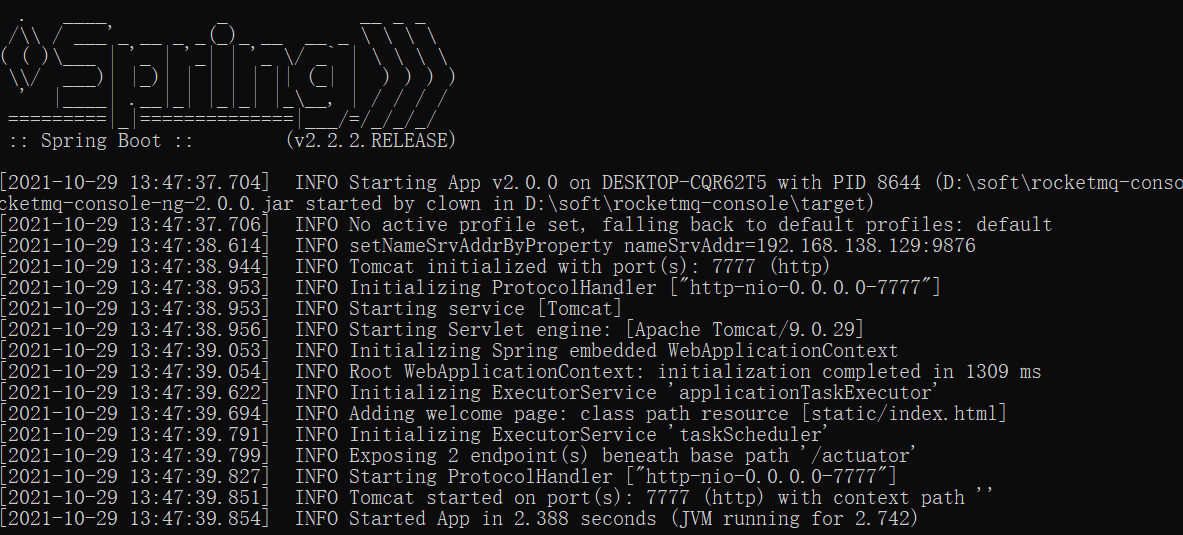 :: Spring Boot :: (v2.2.2.RELEASE)
[2021-10-29 13:47:37.704] INFO Starting App v2.0.0 on DESKTOP-CQR62T5 with PID 8644 (D:\soft\rocketmq-conso
cketmq-console-ng-2.0.0.jar started by clown in D:\soft\rocketmq-console\target)
[2021-10-29 13:47:37.706] INFO No active profile set, falling back to default profiles: default
[2021-10-29 13:47:38.614] INFO setNameSrvAddrByProperty nameSrvAddr=192.168.138.129:9876
[2021-10-29 13:47:38.944] INFO Tomcat initialized with port(s): 7777 (http)
[2021-10-29 13:47:38.953] INFO Initializing ProtocolHandler ["http-nio-0.0.0.0-7777"]
[2021-10-29 13:47:38.953] INFO Starting service [Tomcat]
[2021-10-29 13:47:38.956] INFO Starting Servlet engine: [Apache Tomcat/9.0.29]
[2021-10-29 13:47:39.053] INFO Initializing Spring embedded WebApplicationContext
[2021-10-29 13:47:39.054] INFO Root WebApplicationContext: initialization completed in 1309 ms
[2021-10-29 13:47:39.622] INFO Initializing ExecutorService 'applicationTaskExecutor'
[2021-10-29 13:47:39.694] INFO Adding welcome page: class path resource [static/index.html]
[2021-10-29 13:47:39.791] INFO Initializing ExecutorService 'taskScheduler'
[2021-10-29 13:47:39.799] INFO Exposing 2 endpoint(s) beneath base path '/actuator'
[2021-10-29 13:47:39.827] INFO Starting ProtocolHandler ["http-nio-0.0.0.0-7777"]
[2021-10-29 13:47:39.851] INFO Tomcat started on port(s): 7777 (http) with context path ''
[2021-10-29 13:47:39.854] INFO Started App in 2.388 seconds (JVM running for 2.742)